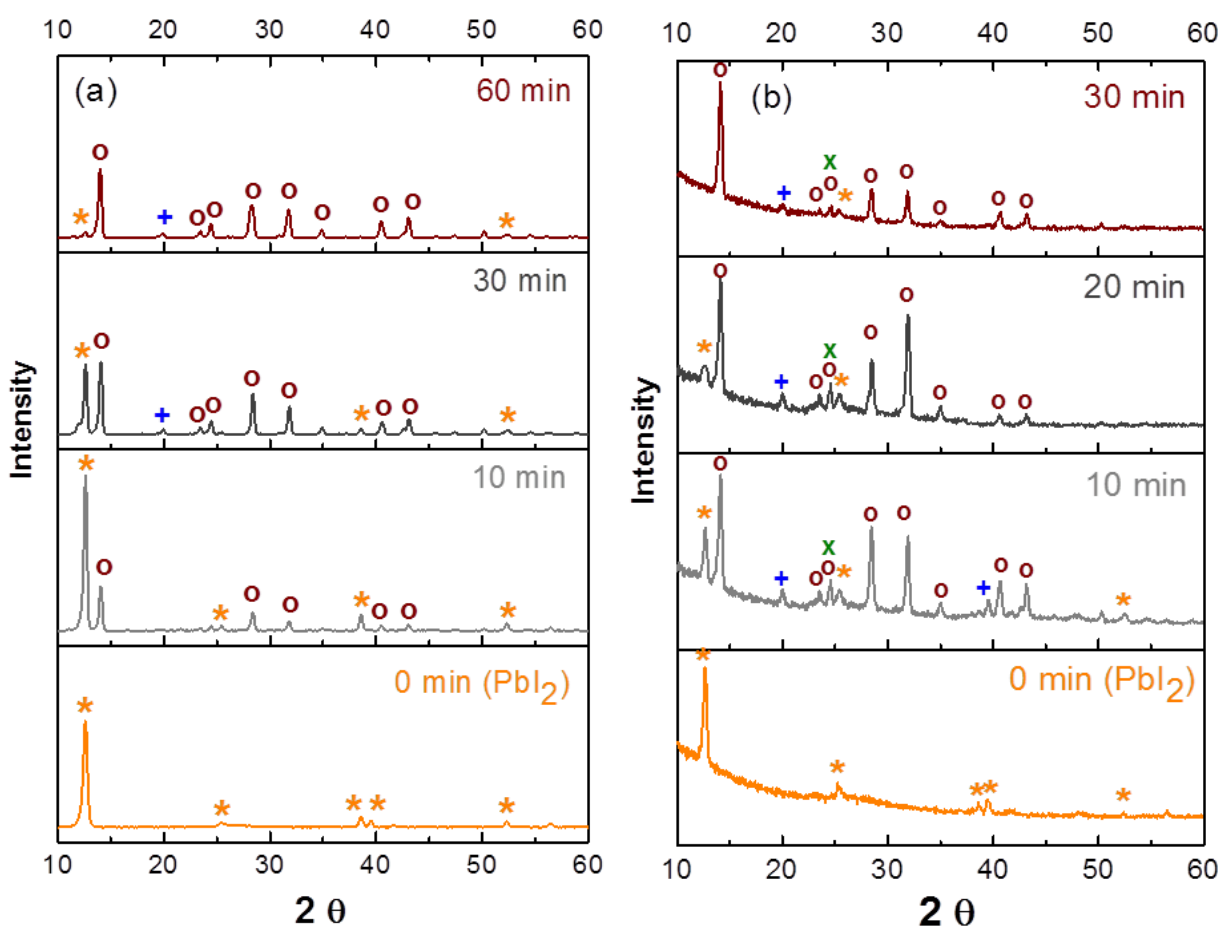 10 20 30 40 50 60
(a)
60 min
o
* + o o o o o o o *
30 min
* o + o o o o * o o *
10 min
* o * o o * o o *
0 min (PbI2)
* * * * *
10 20 30 40 50 60
2 θ
Intensity
10 20 30 40 50 60
(b)
30 min
o
x
+ o o * o o o o o
20 min
o
x
* + o o * o o o o o
10 min
o
x
* + o o * o o o + o o *
0 min (PbI2)
* * * * *
10 20 30 40 50 60
2 θ
Intensity